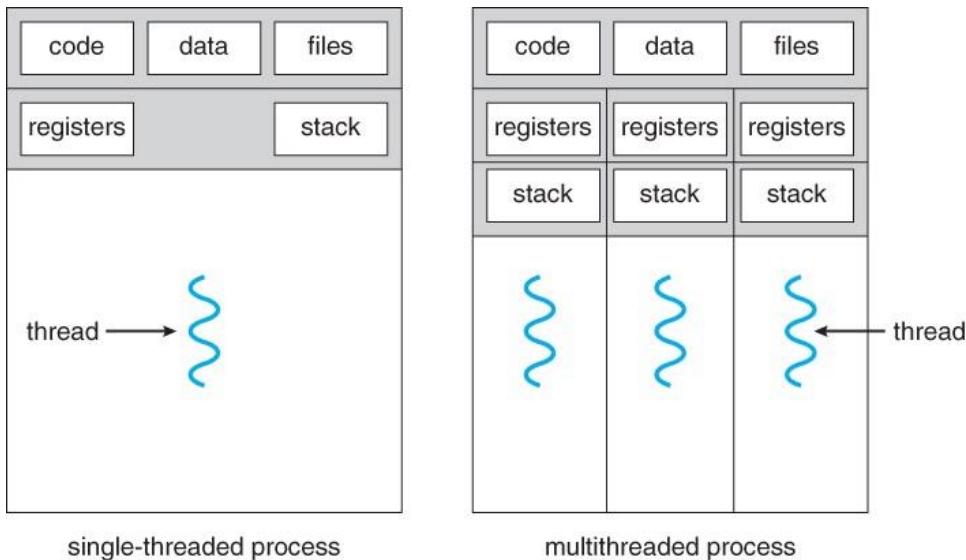 code data files
registers stack
thread
single-threaded process
code data files
registers registers registers
stack stack stack
thread
multithreaded process